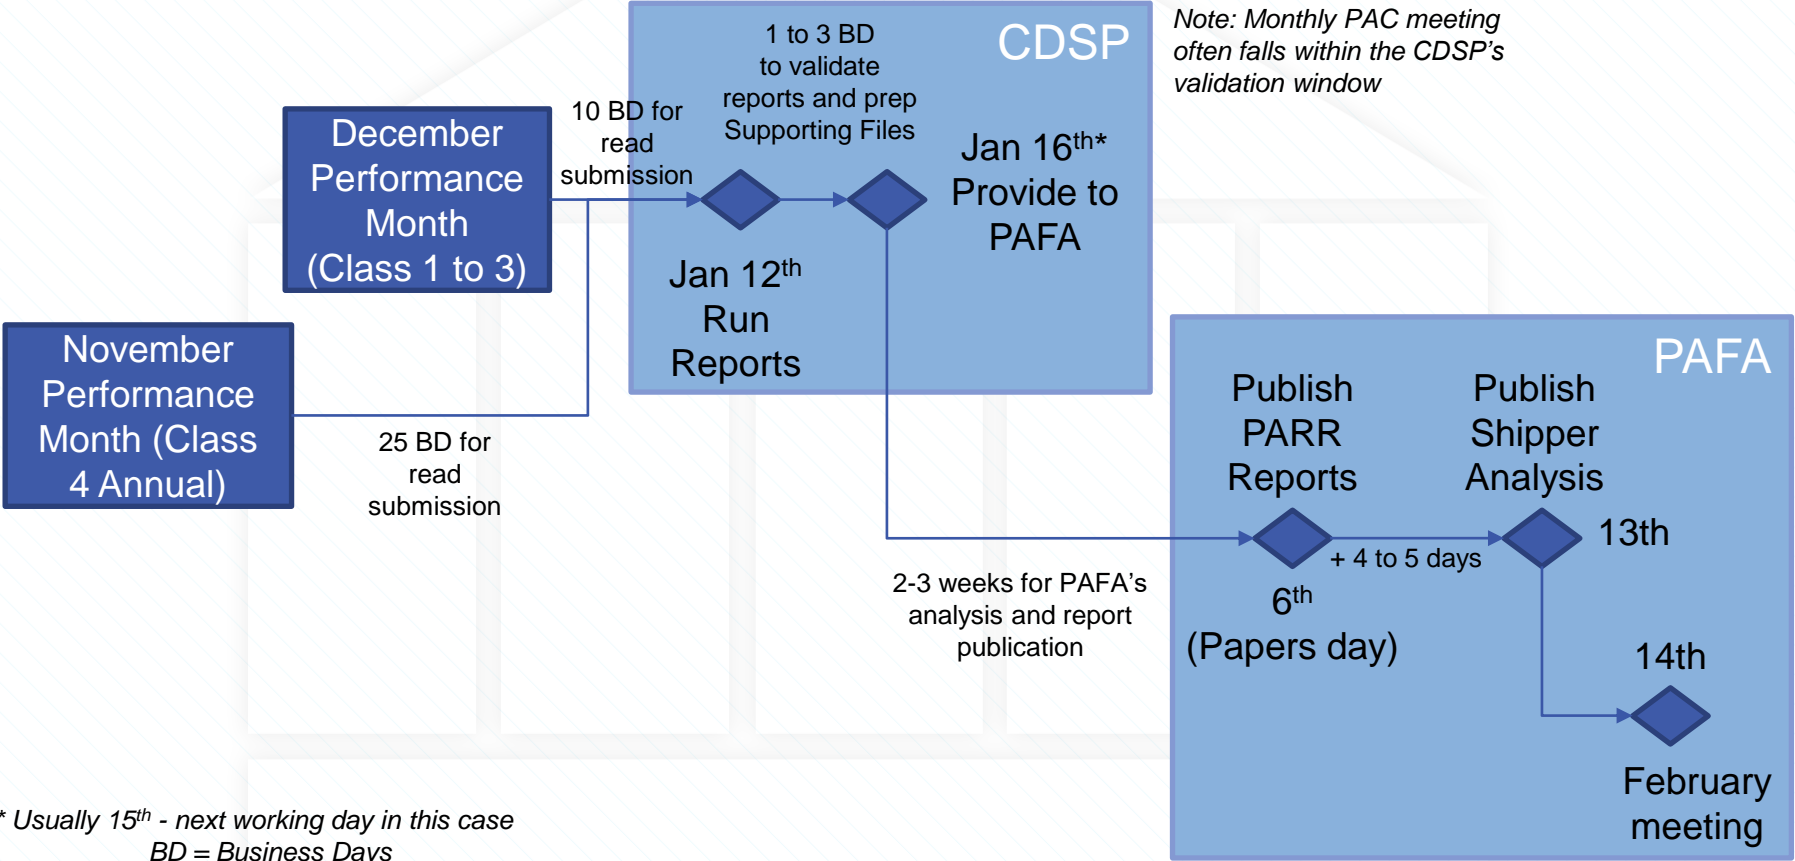 CDSP
1 to 3 BD
to validate
reports and prep
Supporting Files
Note: Monthly PAC meeting
often falls within the CDSP's
validation window
December
Performance
Month
(Class 1 to 3)
10 BD for
read
submission
Jan 16th*
Provide to
PAFA
Jan 12th
Run
Reports
November
Performance
Month (Class
4 Annual)
25 BD for
read
submission
PAFA
Publish
PARR
Reports
Publish
Shipper
Analysis
13th
+ 4 to 5 days
2-3 weeks for PAFA's
analysis and report
publication
6th
(Papers day)
14th
February
meeting
* Usually 15th - next working day in this case
BD = Business Days